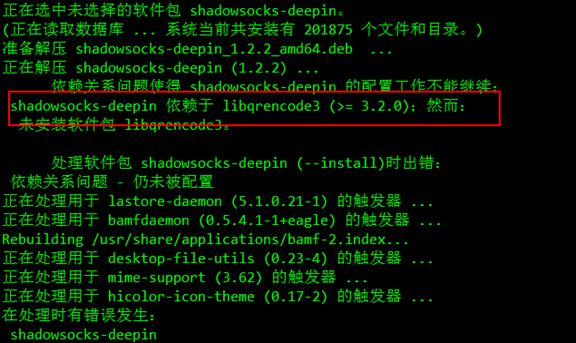 正在选中未选择的软件包 shadowsocks-deepin。
(正在读取数据库 ... 系统当前共安装有 201875 个文件和目录。)
准备解压 shadowsocks-deepin_1.2.2_amd64.deb  ...
正在解压 shadowsocks-deepin (1.2.2) ...
依赖关系问题使得 shadowsocks-deepin 的配置工作不能继续:
shadowsocks-deepin 依赖于 libqrencode3 (>= 3.2.0); 然而:
未安装软件包 libqrencode3。
处理软件包 shadowsocks-deepin (--install)时出错:
依赖关系问题 - 仍未被配置
正在处理用于 lastore-daemon (5.1.0.21-1) 的触发器 ...
正在处理用于 bamfdaemon (0.5.4.1-1+eagle) 的触发器 ...
Rebuilding /usr/share/applications/bamf-2.index...
正在处理用于 desktop-file-utils (0.23-4) 的触发器 ...
正在处理用于 mime-support (3.62) 的触发器 ...
正在处理用于 hicolor-icon-theme (0.17-2) 的触发器 ...
在处理时有错误发生:
shadowsocks-deepin